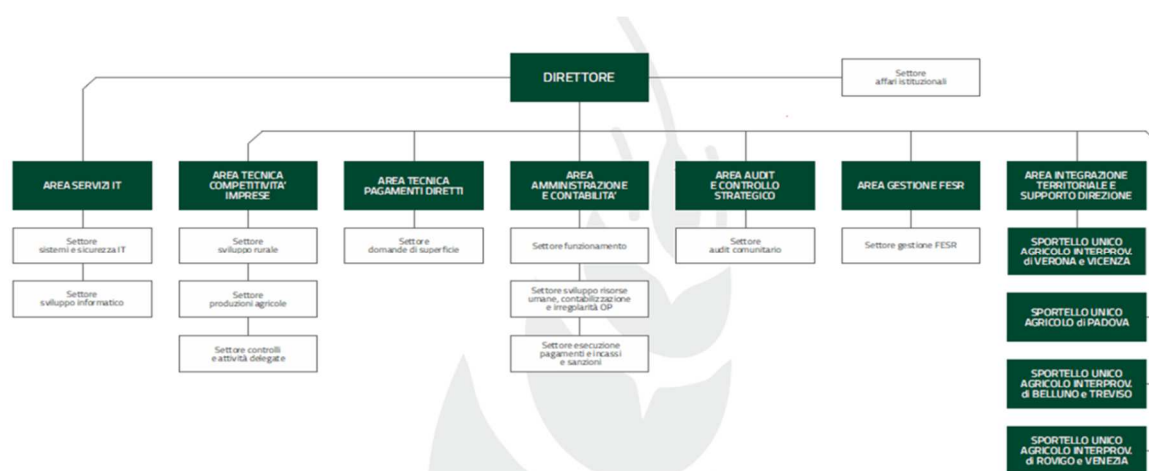 DIRETTORE
Settore
affari istituzionali
AREA SERVIZI IT
AREA TECNICA
COMPETITIVITA'
IMPRESE
AREA TECNICA
PAGAMENTI DIRETTI
AREA
AMMINISTRAZIONE
E CONTABILITA'
AREA AUDIT
E CONTROLLO
STRATEGICO
AREA GESTIONE FESR
AREA INTEGRAZIONE
TERRITORIALE E
SUPPORTO DIREZIONE
Settore
sistemi e sicurezza IT
Settore
sviluppo rurale
Settore
domande di superficie
Settore funzionamento
Settore
audit comunitario
Settore gestione FESR
SPORTELLO UNICO
AGRICOLO INTERPROV.
di VERONA e VICENZA
Settore
sviluppo informatico
Settore
produzioni agricole
Settore sviluppo risorse
umane, contabilizzazione
e irregolarità OP
SPORTELLO UNICO
AGRICOLO di PADOVA
Settore controlli
e attività delegate
Settore esecuzione
pagamenti e incassi
e sanzioni
SPORTELLO UNICO
AGRICOLO INTERPROV.
di BELLUNO e TREVISO
SPORTELLO UNICO
AGRICOLO INTERPROV.
di ROVIGO e VENEZIA